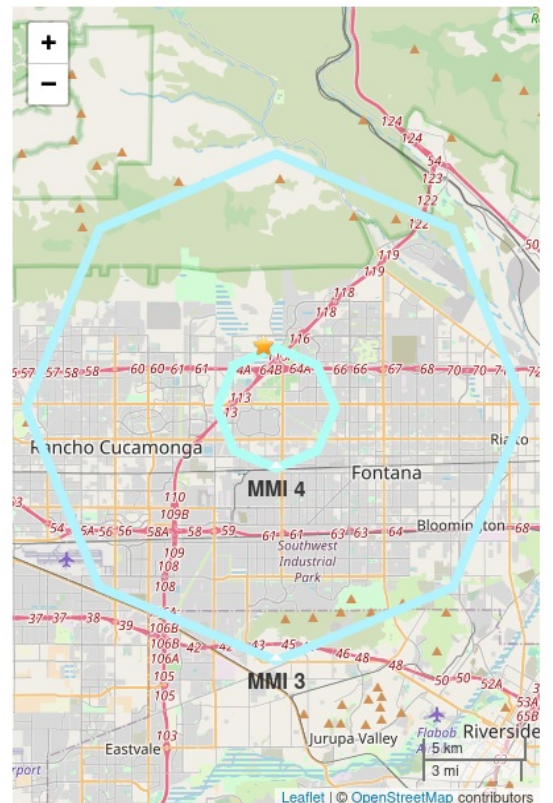 +
−
124
124
54
123
122
122
119
119
118
118
116
57 58 58 60 60 61 61 4A 64B 64A 66 66 67 68 70 70
113
13
Rancho Cucamonga
MMI 4
Fontana
110
109B
54 5A 56 56 58A 58 59 61 61 63 63 64 Bloomington 68
109
108
108
Southwest
Industrial
Park
37 37 38 39 106B
106B 42 42 43 45 46 48 48 50 50 52A
106A
MMI 3
105
105
53A
65B
103
Eastvale
Jurupa Valley
Flabob
Riverside
5 km
3 mi
Leaflet | © OpenStreetMap contributors